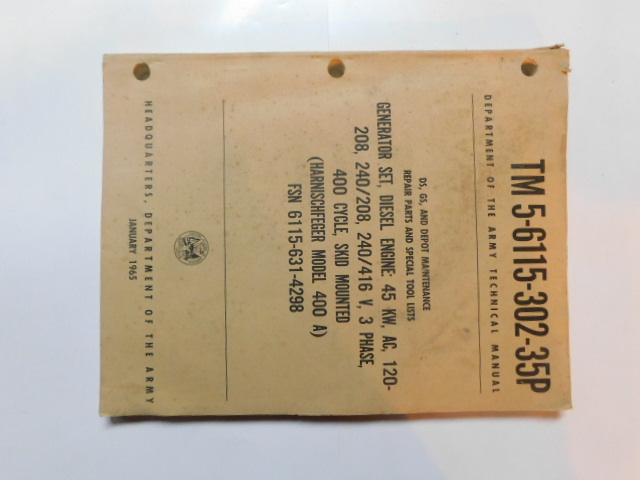 TM 5-6115-302-35P
DEPARTMENT OF THE ARMY TECHNICAL MANUAL
DS, GS, AND DEPOT MAINTENANCE
REPAIR PARTS AND SPECIAL TOOL LISTS
GENERATOR SET, DIESEL ENGINE: 45 KW, AC, 120-
208, 240/208, 240/416 V, 3 PHASE,
400 CYCLE, SKID MOUNTED
(HARNISCHFEGER MODEL 400 A)
FSN 6115-631-4298
HEADQUARTERS, DEPARTMENT OF THE ARMY
JANUARY 1965